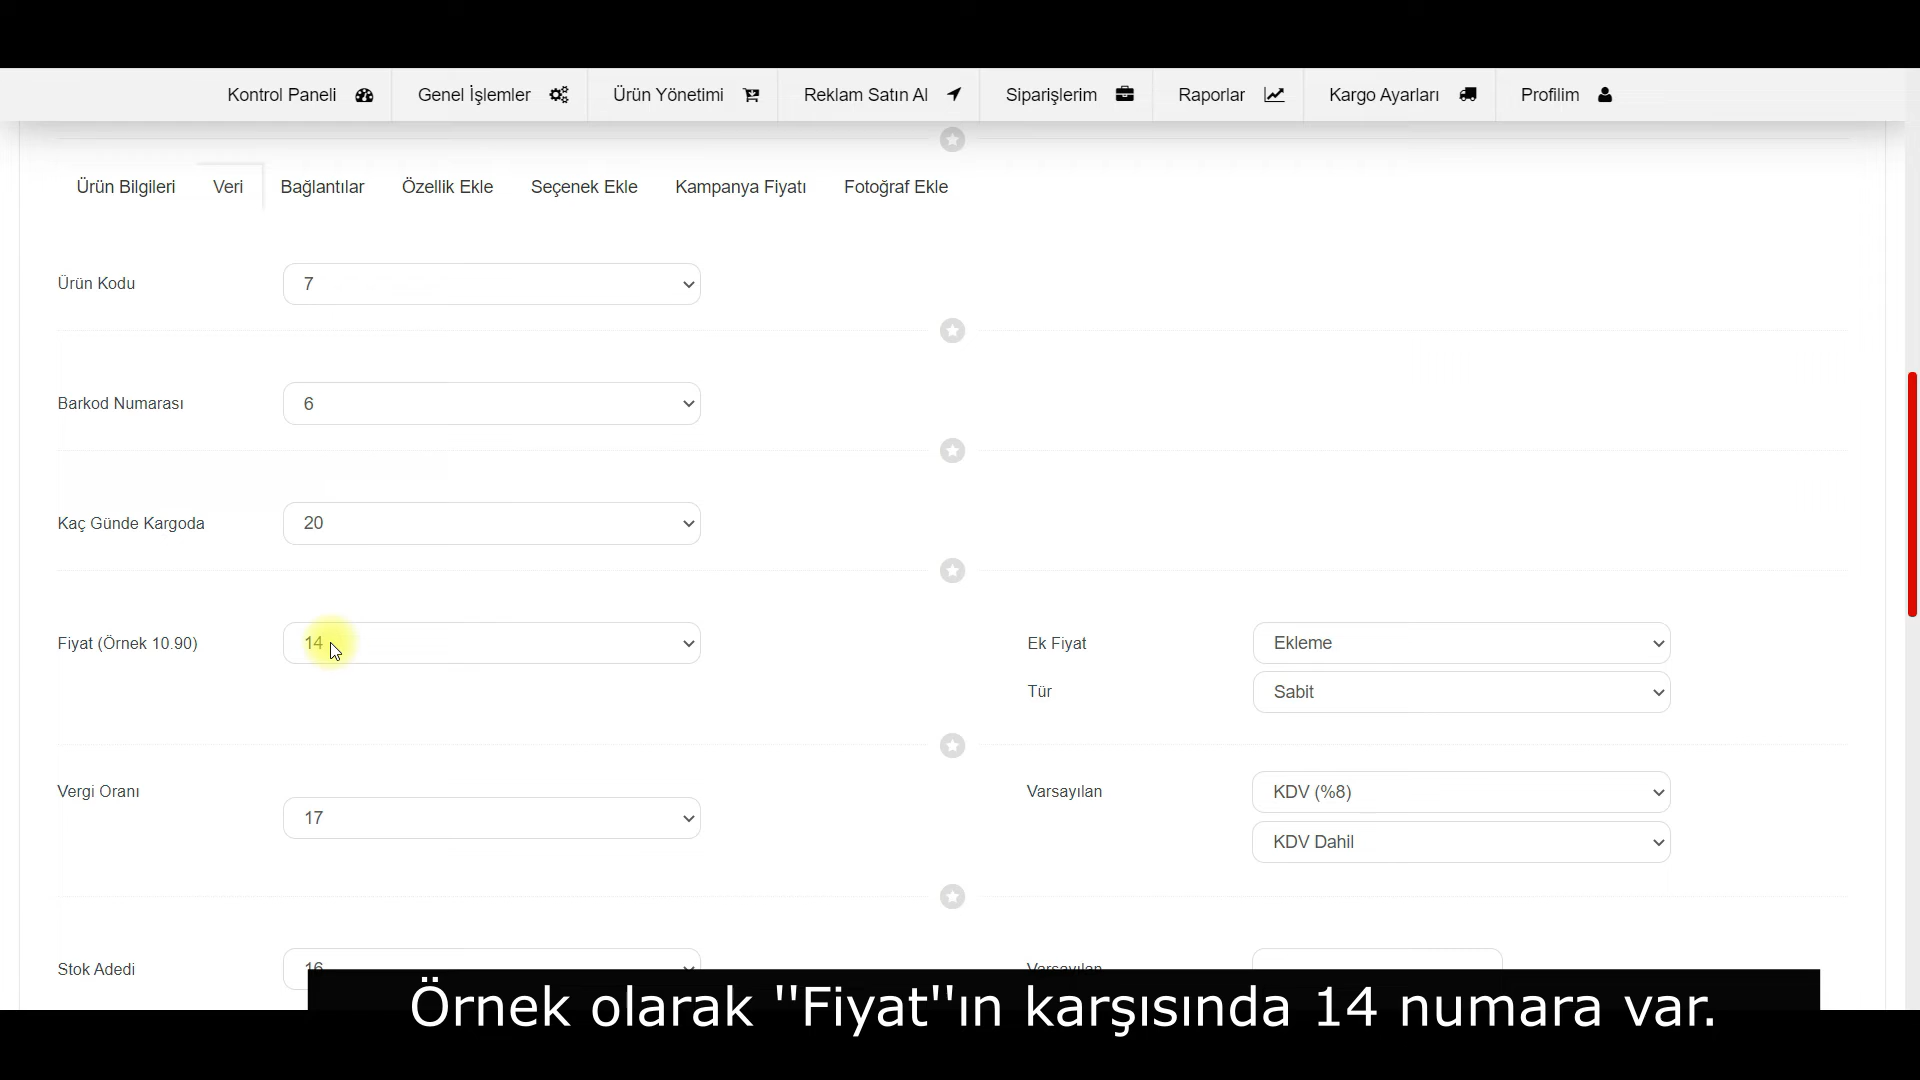 Kontrol Paneli Genel İşlemler Ürün Yönetimi Reklam Satın Al Siparişlerim Raporlar Kargo Ayarları Profilim
Ürün Bilgileri Veri Bağlantılar Özellik Ekle Seçenek Ekle Kampanya Fiyatı Fotoğraf Ekle
Ürün Kodu 7
Barkod Numarası 6
Kaç Günde Kargoda 20
Fiyat (Örnek 10.90) 14 Ek Fiyat Ekleme
Tür Sabit
Vergi Oranı 17 Varsayılan KDV (%8)
KDV Dahil
Stok Adedi 16 Varsayılan
Örnek olarak ''Fiyat''ın karşısında 14 numara var.